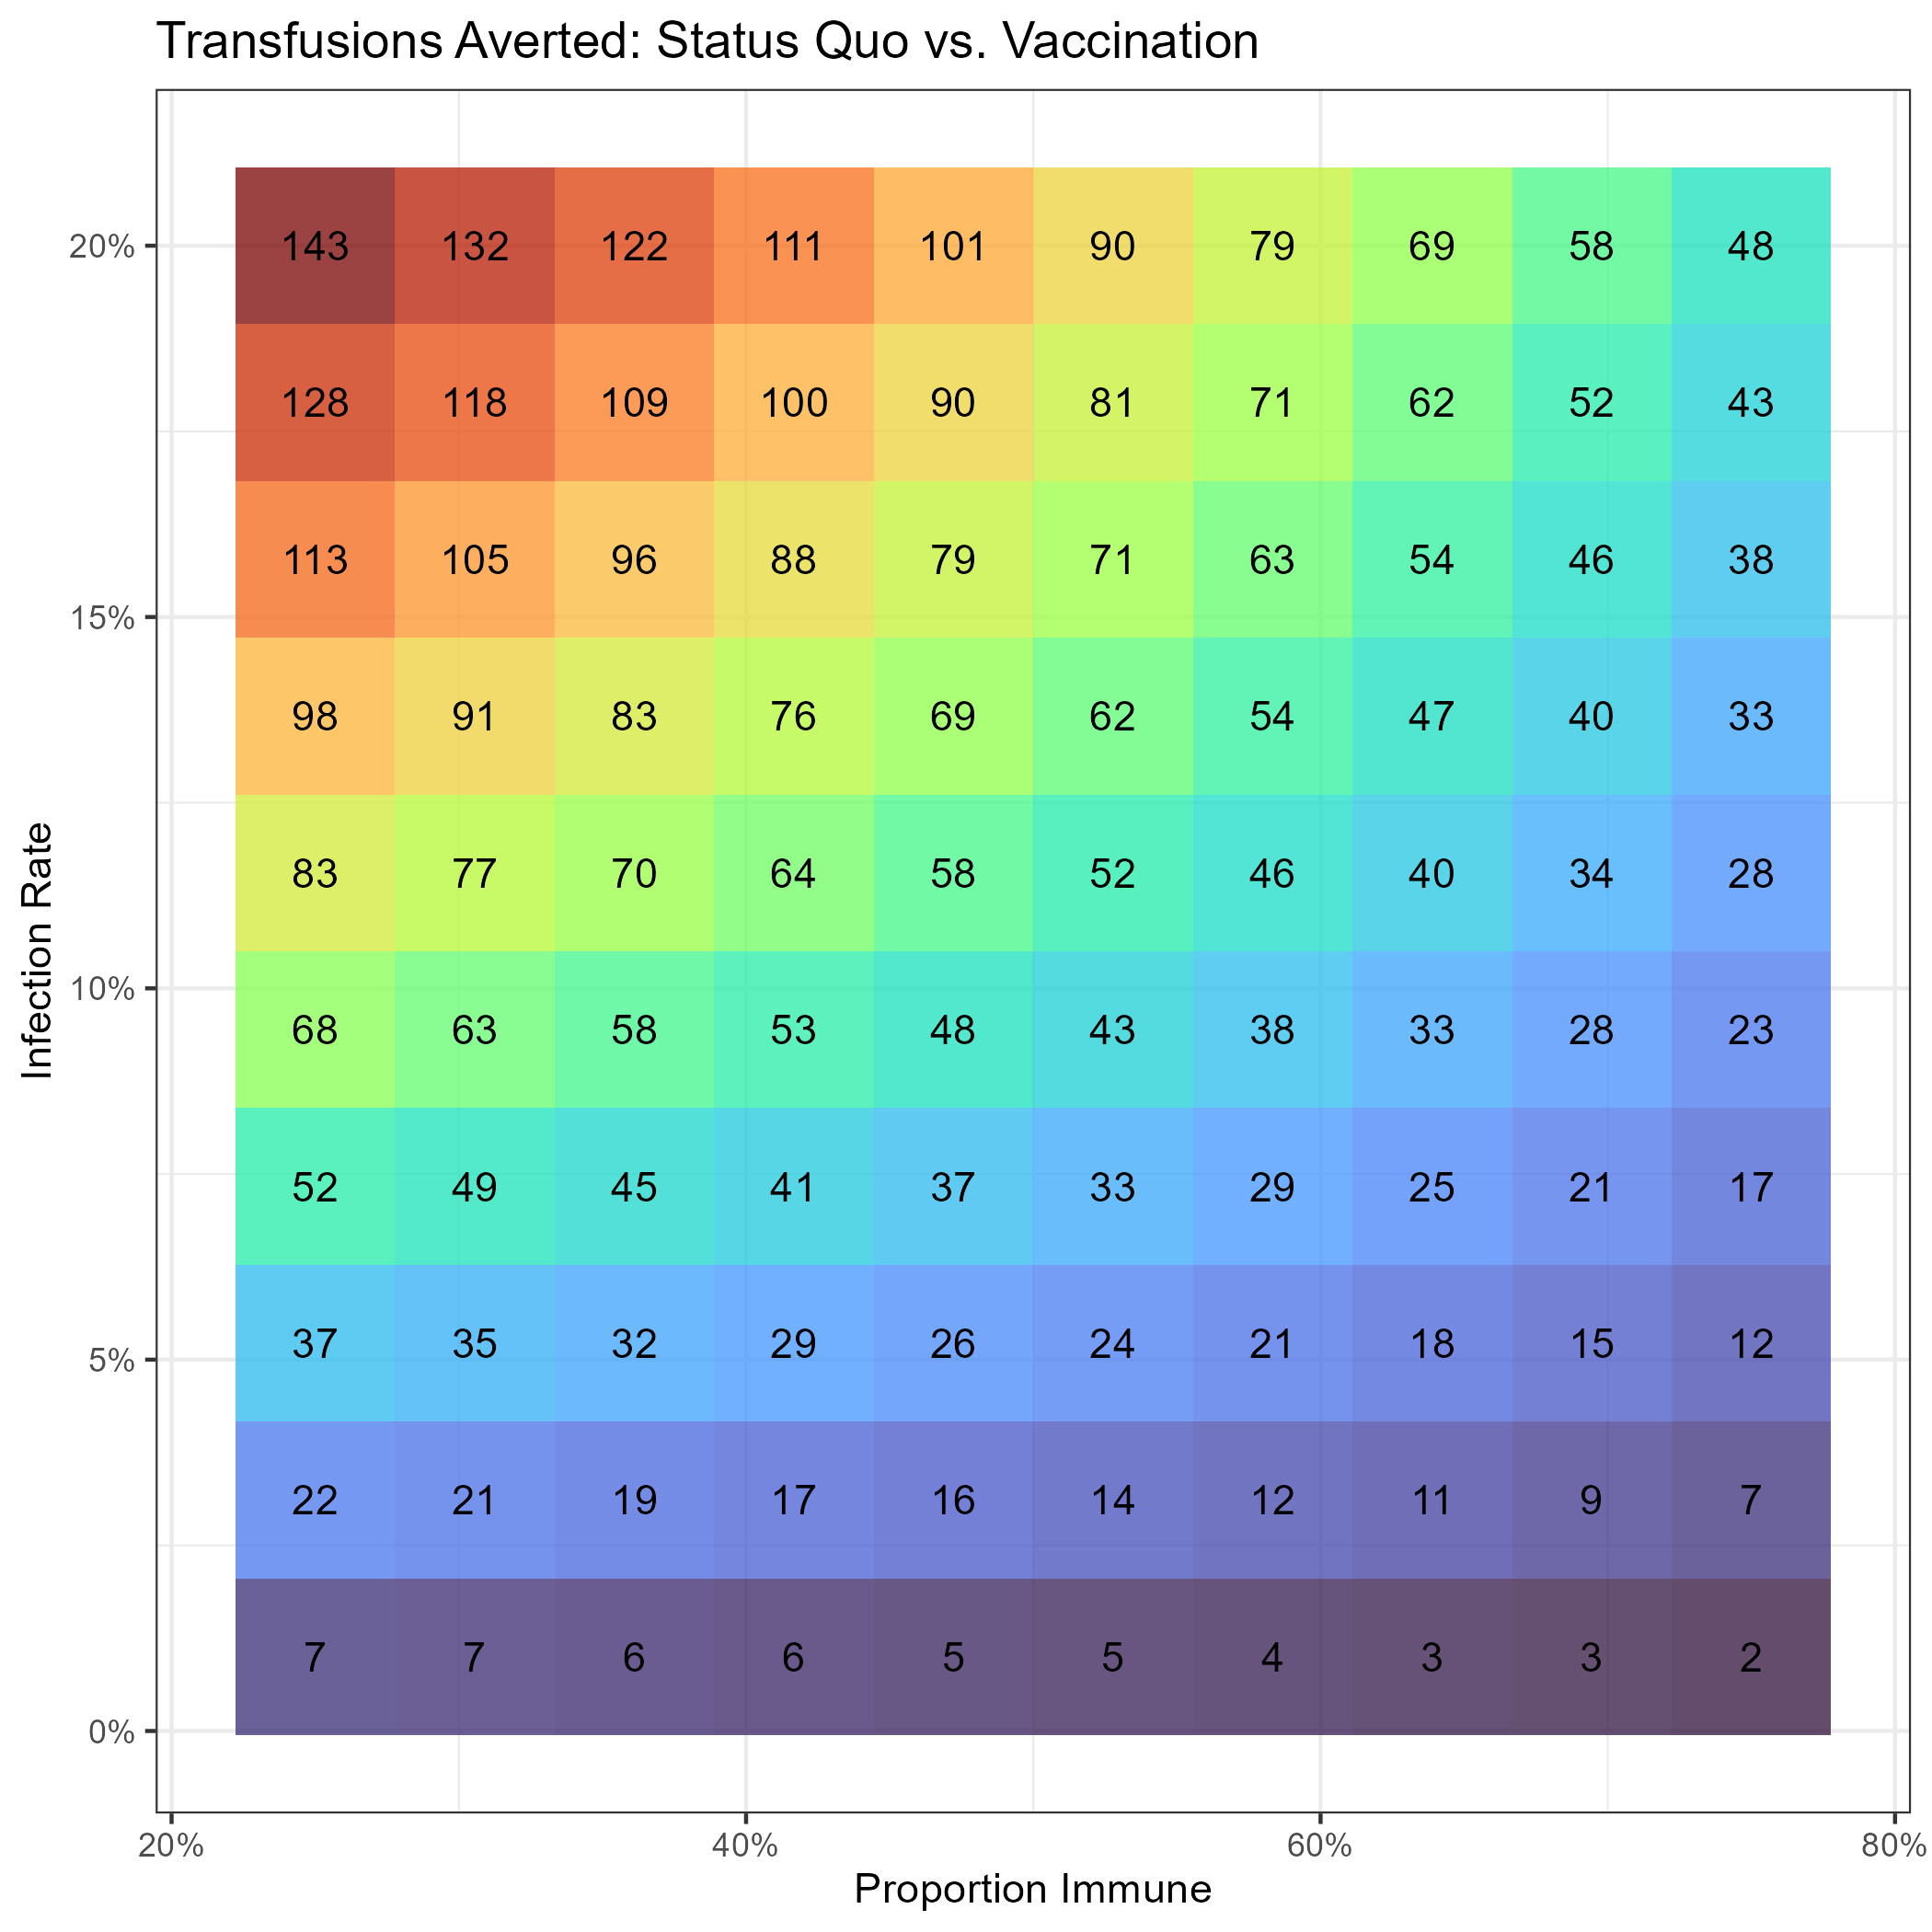 Transfusions Averted: Status Quo vs. Vaccination
Infection Rate
20%
143 132 122 111 101 90 79 69 58 48
128 118 109 100 90 81 71 62 52 43
113 105 96 88 79 71 63 54 46 38
15%
98 91 83 76 69 62 54 47 40 33
83 77 70 64 58 52 46 40 34 28
10%
68 63 58 53 48 43 38 33 28 23
52 49 45 41 37 33 29 25 21 17
37 35 32 29 26 24 21 18 15 12
5%
22 21 19 17 16 14 12 11 9 7
7 7 6 6 5 5 4 3 3 2
0%
20% 40% 60% 80%
Proportion Immune